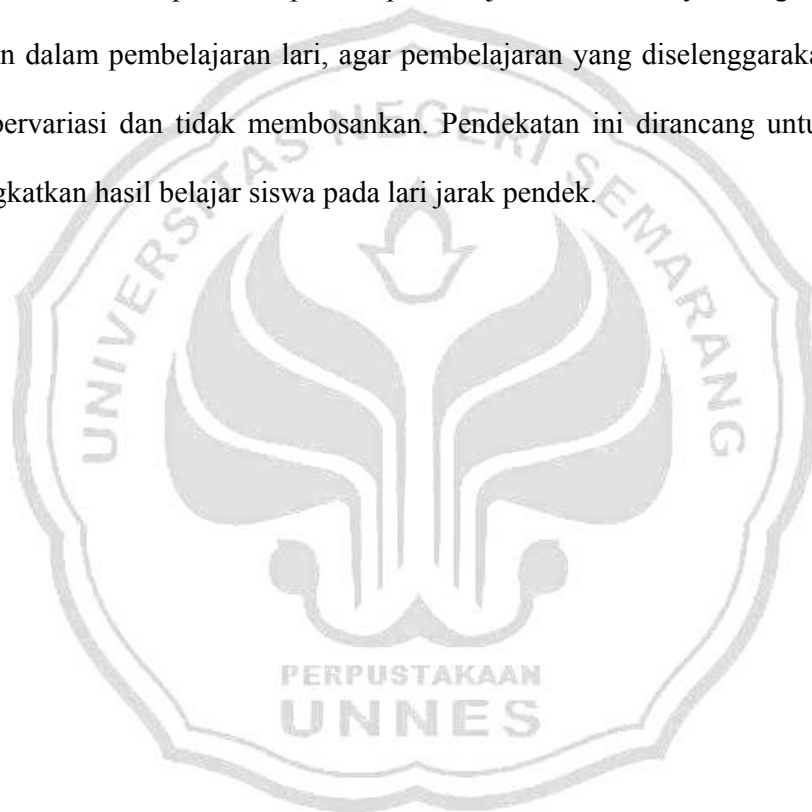 n dalam pembelajaran lari, agar pembelajaran yang diselenggaraka
bervariasi dan tidak membosankan. Pendekatan ini dirancang untu
gkatkan hasil belajar siswa pada lari jarak pendek.
UNIVERSITAS NEGERI SEMARANG
PERPUSTAKAAN
UNNES